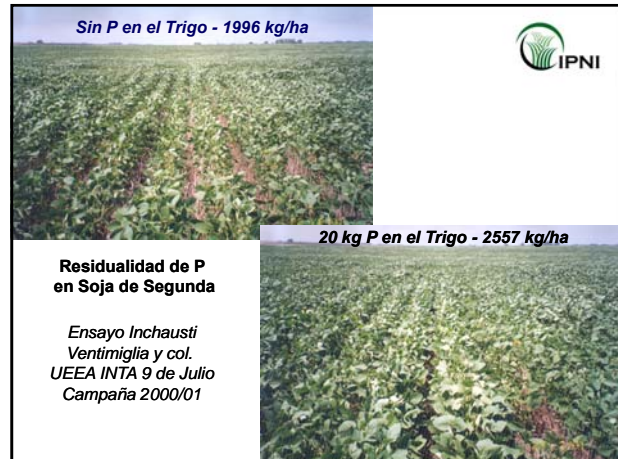 Sin P en el Trigo - 1996 kg/ha
IPNI
20 kg P en el Trigo - 2557 kg/ha
Residualidad de P
en Soja de Segunda
Ensayo Inchausti
Ventimiglia y col.
UEEA INTA 9 de Julio
Campaña 2000/01